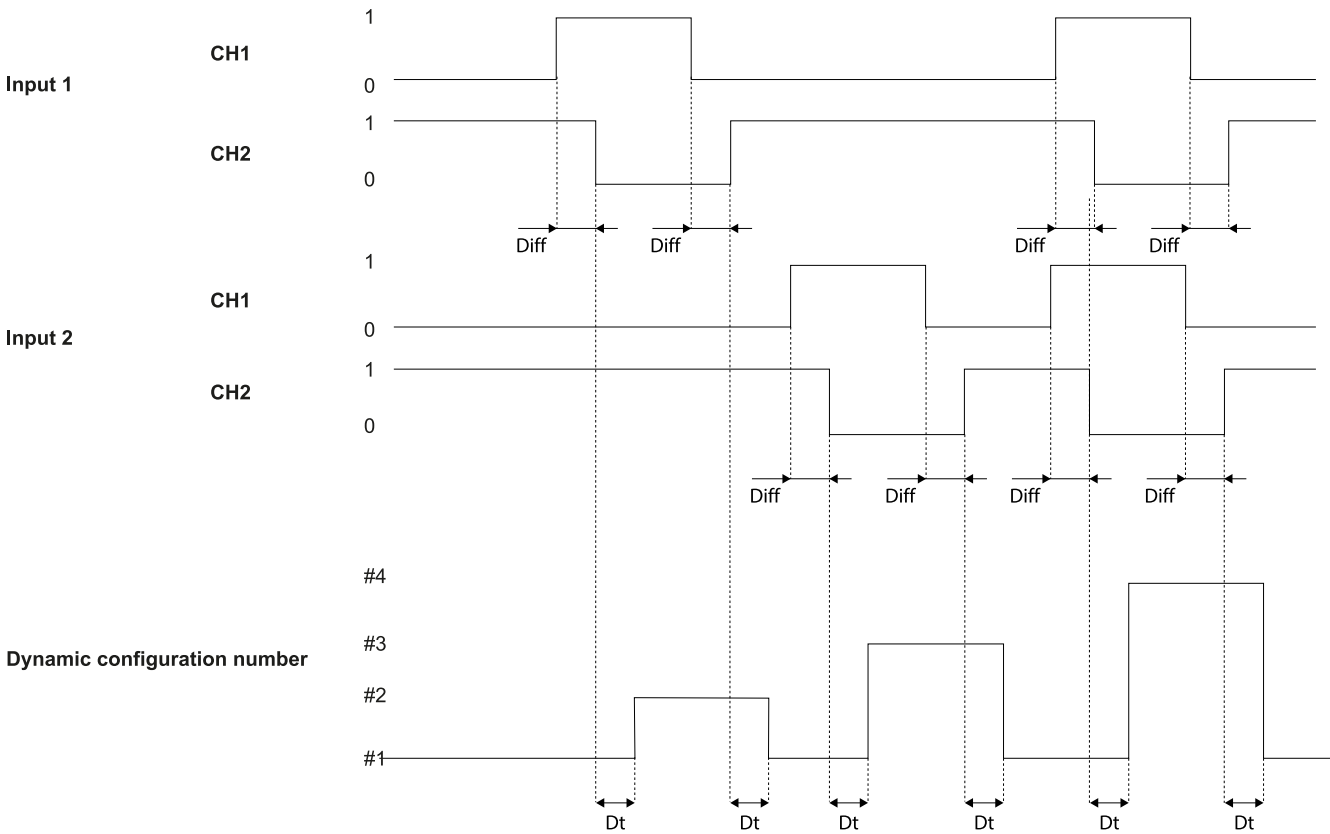 1
CH1
Input 1
0
1
CH2
0
Diff Diff Diff Diff
1
CH1
0
Input 2
1
CH2
0
Diff Diff Diff Diff
#4
#3
Dynamic configuration number
#2
#1
Dt Dt Dt Dt Dt Dt